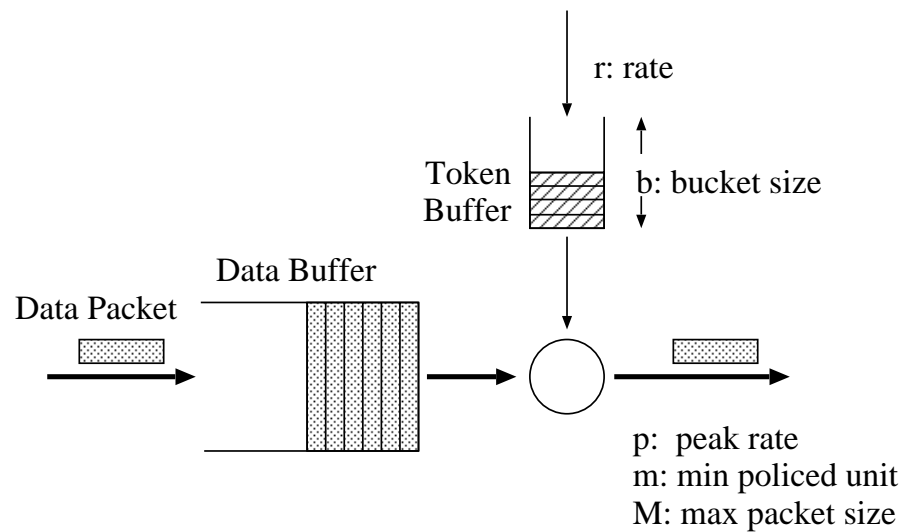 r: rate
Token
Buffer
b: bucket size
Data Buffer
Data Packet
p: peak rate
m: min policed unit
M: max packet size